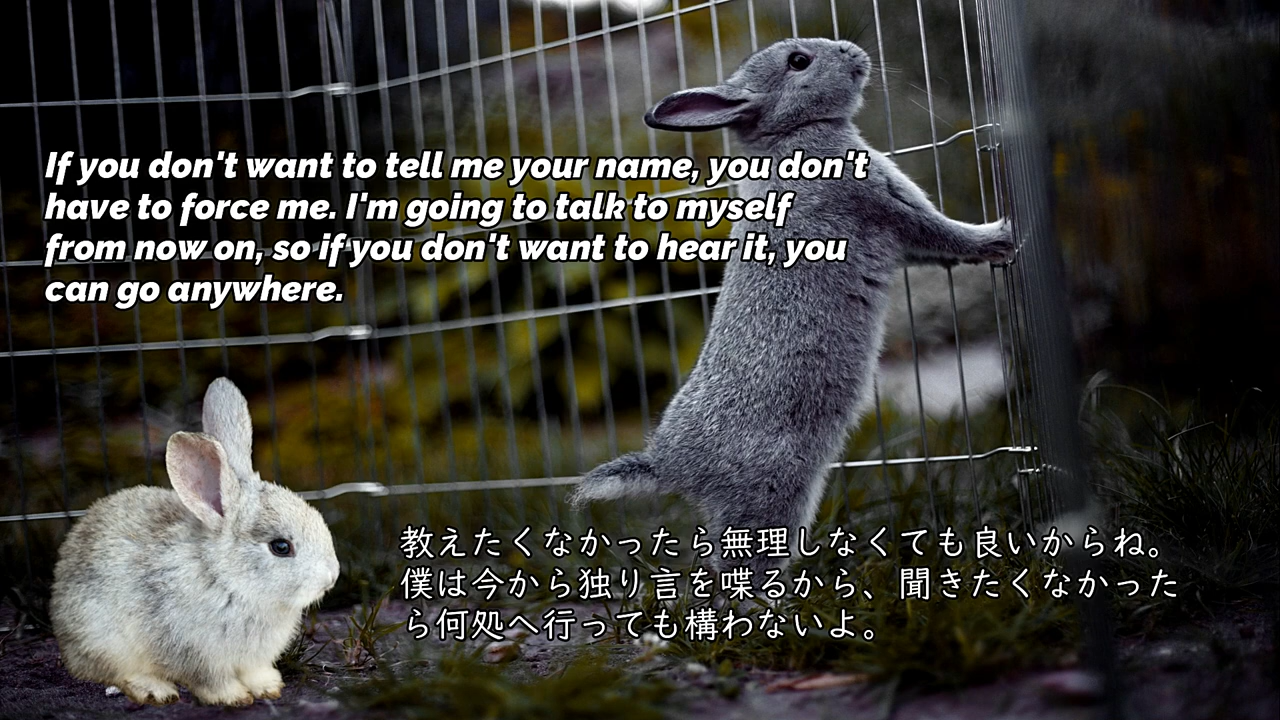 If you don't want to tell me your name, you don't
have to force me. I'm going to talk to myself
from now on, so if you don't want to hear it, you
can go anywhere.
教えたくなかったら無理しなくても良いからね。
僕は今から独り言を喋るから、聞きたくなかった
ら何処へ行っても構わないよ。